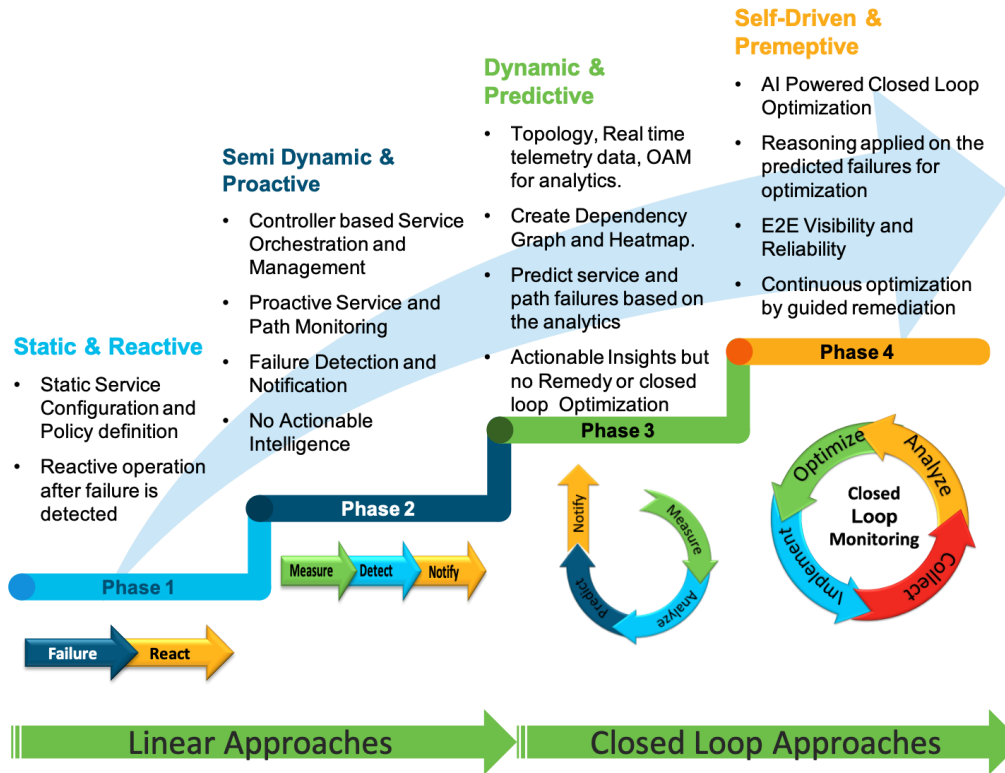 Static & Reactive
• Static Service
Configuration and
Policy definition
• Reactive operation
after failure is
detected
Phase 1
Failure
React
Semi Dynamic &
Proactive
• Controller based Service
Orchestration and
Management
• Proactive Service and
Path Monitoring
• Failure Detection and
Notification
• No Actionable
Intelligence
Phase 2
Measure
Detect
Notify
Dynamic &
Predictive
• Topology, Real time
telemetry data, OAM
for analytics.
• Create Dependency
Graph and Heatmap.
• Predict service and
path failures based on
the analytics
• Actionable Insights but
no Remedy or closed
loop Optimization
Phase 3
Measure
Analyze
Predict
Notify
Self-Driven &
Premeptive
• AI Powered Closed Loop
Optimization
• Reasoning applied on the
predicted failures for
optimization
• E2E Visibility and
Reliability
• Continuous optimization
by guided remediation
Phase 4
Optimize
Analyze
Collect
Implement
Closed
Loop
Monitoring
Linear Approaches
Closed Loop Approaches